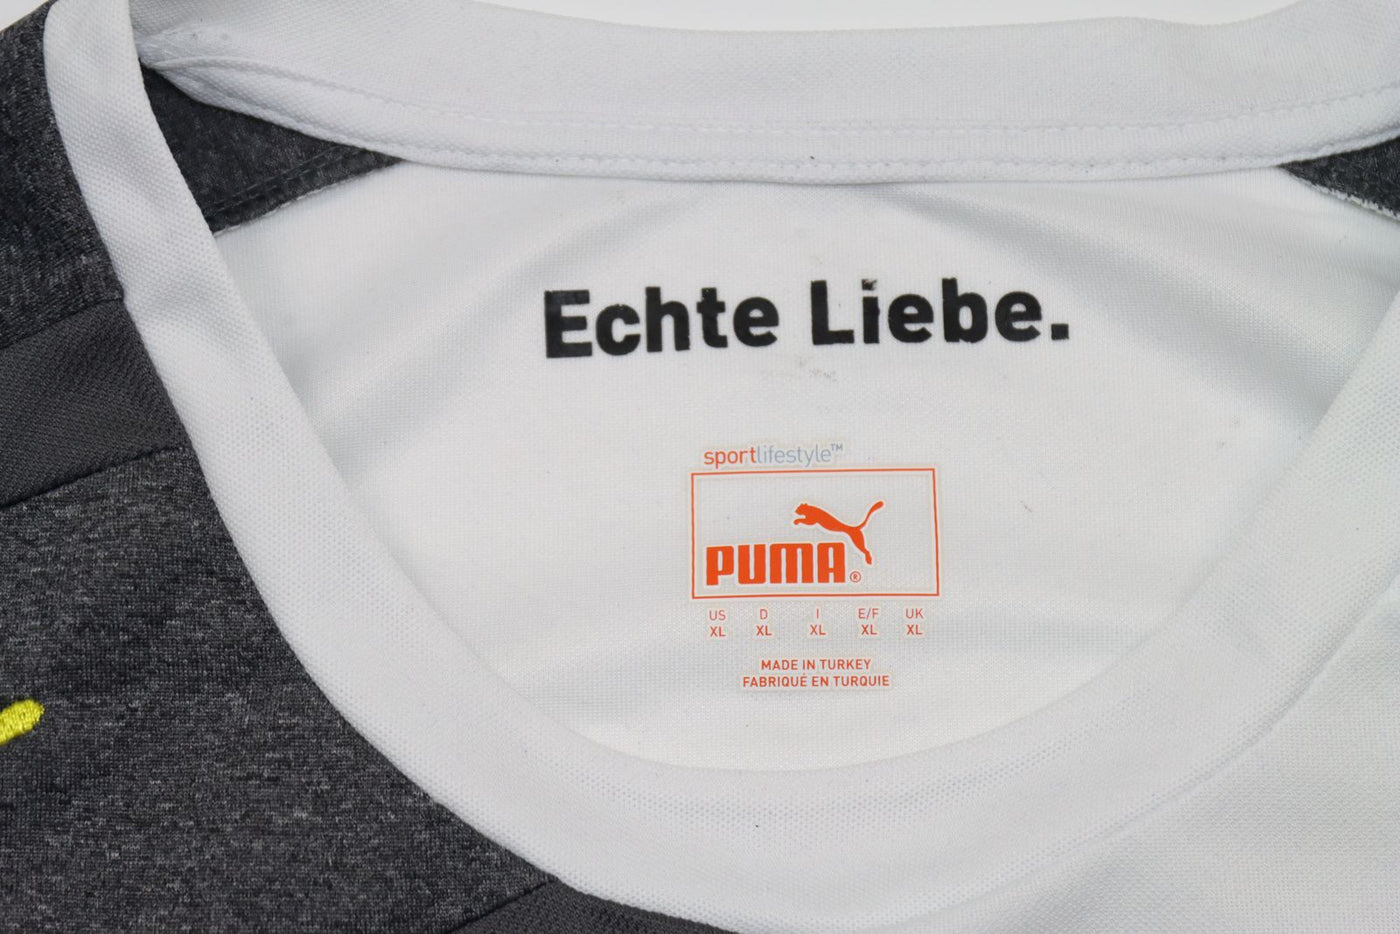 Echte Liebe.
sportlifestyle™
PUMA®
US D I E/F UK
XL XL XL XL XL
MADE IN TURKEY
FABRIQUÉ EN TURQUIE